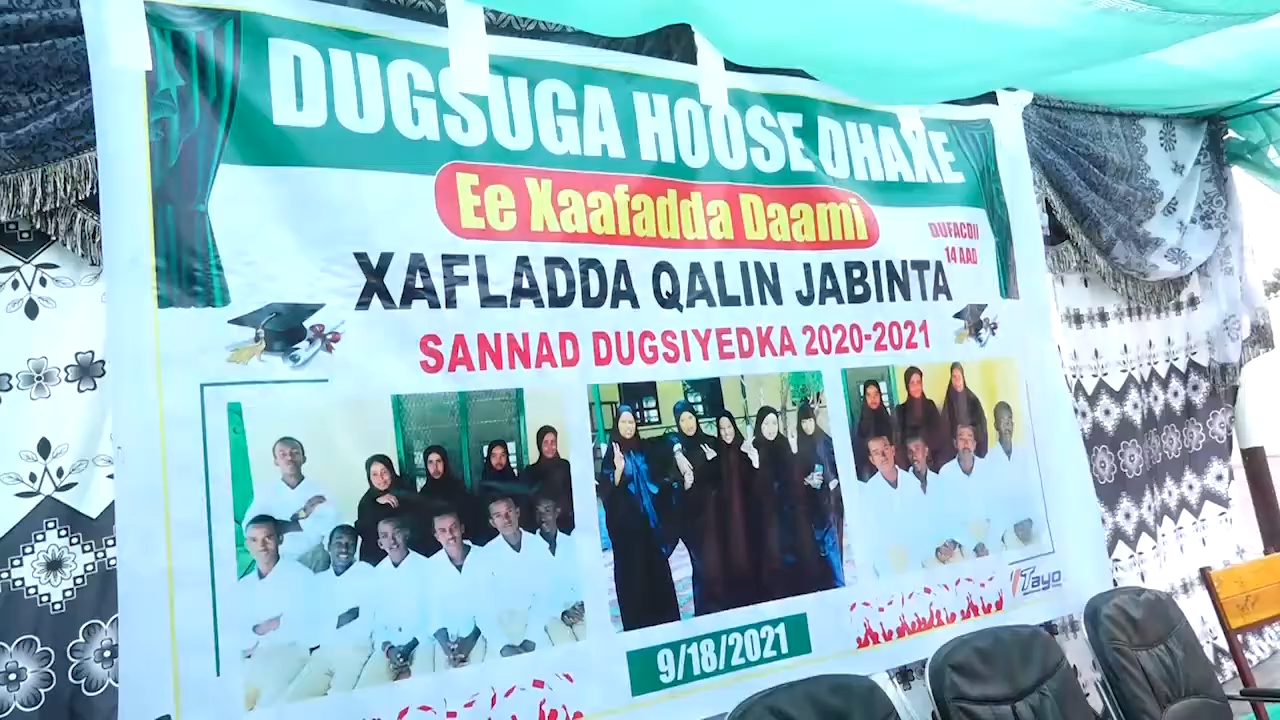 DUGSUGA HOOSE DHAXE
Ee Xaafadda Daami
DUFACDII
14 AAD
XAFLADDA QALIN JABINTA
SANNAD DUGSIYEDKA 2020-2021
Tayo
9/18/2021